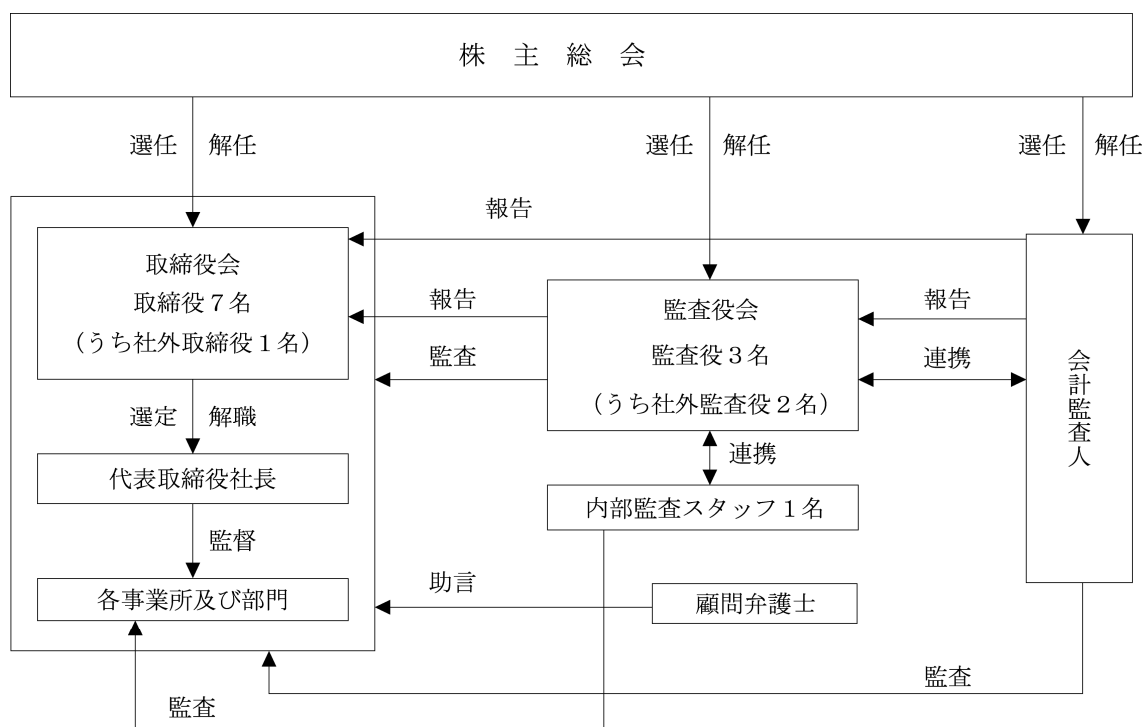 株 主 総 会
選任 解任
選任 解任
選任 解任
報告
取締役会
取締役7名
(うち社外取締役1名)
報告
監査
監査役会
監査役3名
(うち社外監査役2名)
報告
連携
会計監査人
選定 解職
代表取締役社長
連携
内部監査スタッフ1名
監督
各事業所及び部門
助言
顧問弁護士
監査
監査